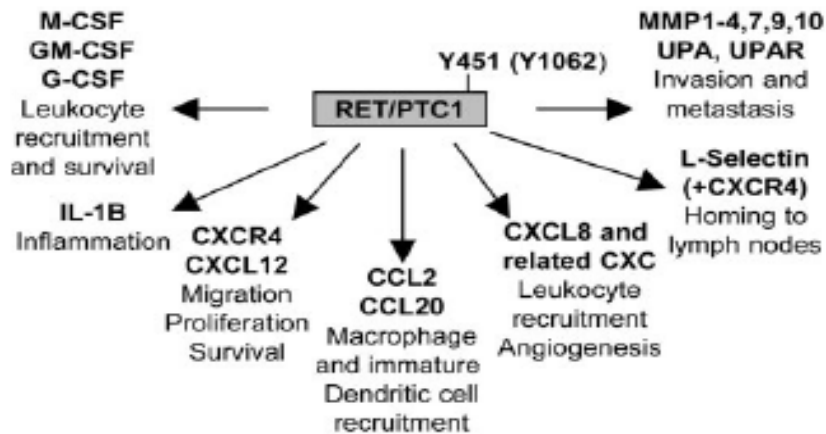 M-CSF
GM-CSF
G-CSF
Leukocyte
recruitment
and survival
IL-1B
Inflammation
CXCR4
CXCL12
Migration
Proliferation
Survival
CCL2
CCL20
Macrophage
and immature
Dendritic cell
recruitment
CXCL8 and
related CXC
Leukocyte
recruitment
Angiogenesis
L-Selectin
(+CXCR4)
Homing to
lymph nodes
MMP1-4,7,9,10
UPA, UPAR
Invasion and
metastasis
Y451 (Y1062)
RET/PTC1